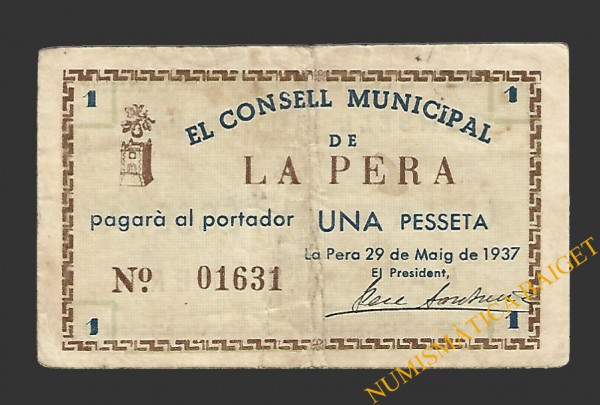 1 1
EL CONSELL MUNICIPAL
DE
LA PERA
pagarà al portador UNA PESSETA
La Pera 29 de Maig de 1937
El President,
Nº 01631
1 1
NUMISMÀTICA BAIGET